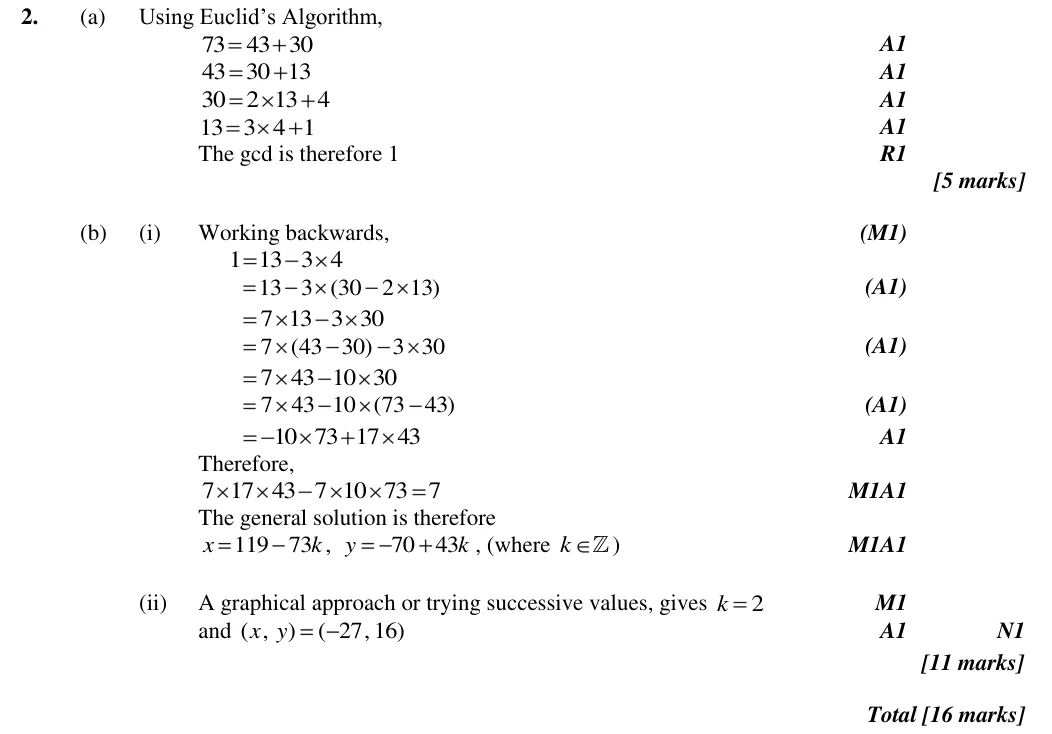 2. (a) Using Euclid's Algorithm,
73=43+30 A1
43=30+13 A1
30=2×13+4 A1
13=3×4+1 A1
The gcd is therefore 1 R1
[5 marks]
(b) (i) Working backwards, (M1)
1=13−3×4
=13−3×(30−2×13) (A1)
=7×13−3×30
=7×(43−30)−3×30 (A1)
=7×43−10×30
=7×43−10×(73−43) (A1)
=−10×73+17×43 A1
Therefore,
7×17×43−7×10×73=7 M1A1
The general solution is therefore
x=119−73k, y=−70+43k , (where k∈ℤ) M1A1
(ii) A graphical approach or trying successive values, gives k=2 M1
and (x, y)=(−27, 16) A1 N1
[11 marks]
Total [16 marks]